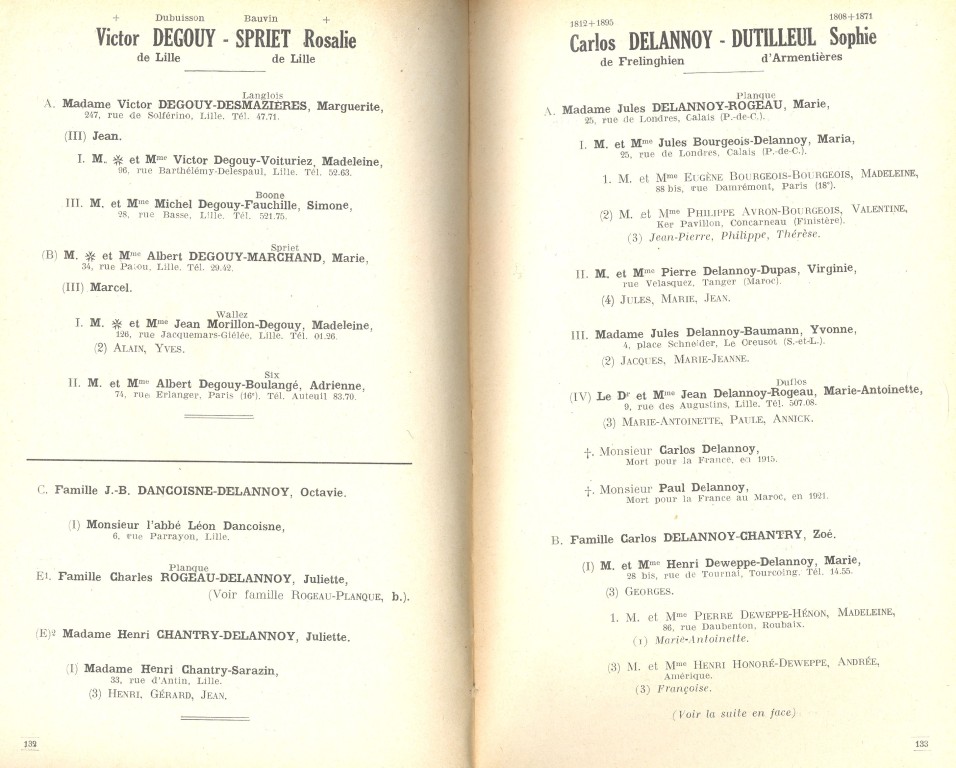 + Dubuisson Bauvin +
Victor DEGOUY - SPRIET Rosalie
de Lille de Lille
Langlois
A. Madame Victor DEGOUY-DESMAZIÈRES, Marguerite,
247, rue de Solférino, Lille. Tél. 47.71.
(III) Jean.
I. M. ✻ et Mme Victor Degouy-Voituriez, Madeleine,
96, rue Barthélémy-Delespaul, Lille. Tél. 52.63.
Boone
III. M. et Mme Michel Degouy-Fauchille, Simone,
28, rue Basse, Lille. Tél. 521.75.
Spriet
(B) M. ✻ et Mme Albert DEGOUY-MARCHAND, Marie,
34, rue Lille. Tél. 29.42.
(III) Marcel.
Wallez
I. M. ✻ et Mme Jean Morillon-Degouy, Madeleine,
126, rue Jacquemars-Giélée, Lille. Tél. 01.26.
(2) ALAIN, YVES.
Six
II. M. et Mme Albert Degouy-Boulangé, Adrienne,
74, rue Erlanger, Paris (16e). Tél. Auteuil 83.70.
C. Famille J.-B. DANCOISNE-DELANNOY, Octavie.
(I) Monsieur l'abbé Léon Dancoisne,
6, rue Parrayon, Lille.
Planque
E1. Famille Charles ROGEAU-DELANNOY, Juliette,
(Voir famille ROGEAU-PLANQUE, b.).
(E)2 Madame Henri CHANTRY-DELANNOY, Juliette.
(I) Madame Henri Chantry-Sarazin,
33, rue d'Antin, Lille.
(3) HENRI, GÉRARD, JEAN.
132
1812+1895 1808+1871
Carlos DELANNOY - DUTILLEUL Sophie
de Frelinghien d'Armentières
Planque
A. Madame Jules DELANNOY-ROGEAU, Marie,
25, rue de Londres, Calais (P.-de-C.).
I. M. et Mme Jules Bourgeois-Delannoy, Maria,
25, rue de Londres, Calais (P.-de-C.).
1. M. et Mme EUGÈNE BOURGEOIS-BOURGEOIS, MADELEINE,
88 bis, rue Damrémont, Paris (18e).
(2) M. et Mme PHILIPPE AVRON-BOURGEOIS, VALENTINE,
Ker Pavillon, Concarneau (Finistère).
(3) Jean-Pierre, Philippe, Thérèse.
II. M. et Mme Pierre Delannoy-Dupas, Virginie,
rue Velasquez, Tanger (Maroc).
(4) JULES, MARIE, JEAN.
III. Madame Jules Delannoy-Baumann, Yvonne,
4, place Schneider, Le Creusot (S.-et-L.).
(2) JACQUES, MARIE-JEANNE.
Duflos
(IV) Le Dr et Mme Jean Delannoy-Rogeau, Marie-Antoinette,
9, rue des Augustins, Lille. Tél. 507.08.
(3) MARIE-ANTOINETTE, PAULE, ANNICK.
†. Monsieur Carlos Delannoy,
Mort pour la France, en 1915.
†. Monsieur Paul Delannoy,
Mort pour la France au Maroc, en 1921.
B. Famille Carlos DELANNOY-CHANTRY, Zoé.
(I) M. et Mme Henri Deweppe-Delannoy, Marie,
28 bis, rue de Tournai, Tourcoing. Tél. 14.55.
(3) GEORGES.
1. M. et Mme PIERRE DEWEPPE-HÉNON, MADELEINE,
86, rue Daubenton, Roubaix.
(1) Marie-Antoinette.
(3) M. et Mme HENRI HONORÉ-DEWEPPE, ANDRÉE,
Amérique.
(3) Françoise.
(Voir la suite en face)
133